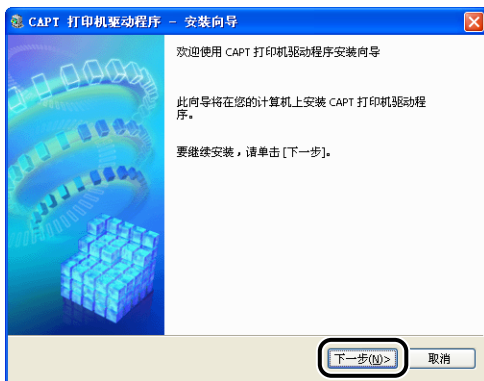 CAPT 打印机驱动程序 - 安装向导
欢迎使用 CAPT 打印机驱动程序安装向导
此向导将在您的计算机上安装 CAPT 打印机驱动程
序。
要继续安装，请单击 [下一步]。
下一步(N)> 取消